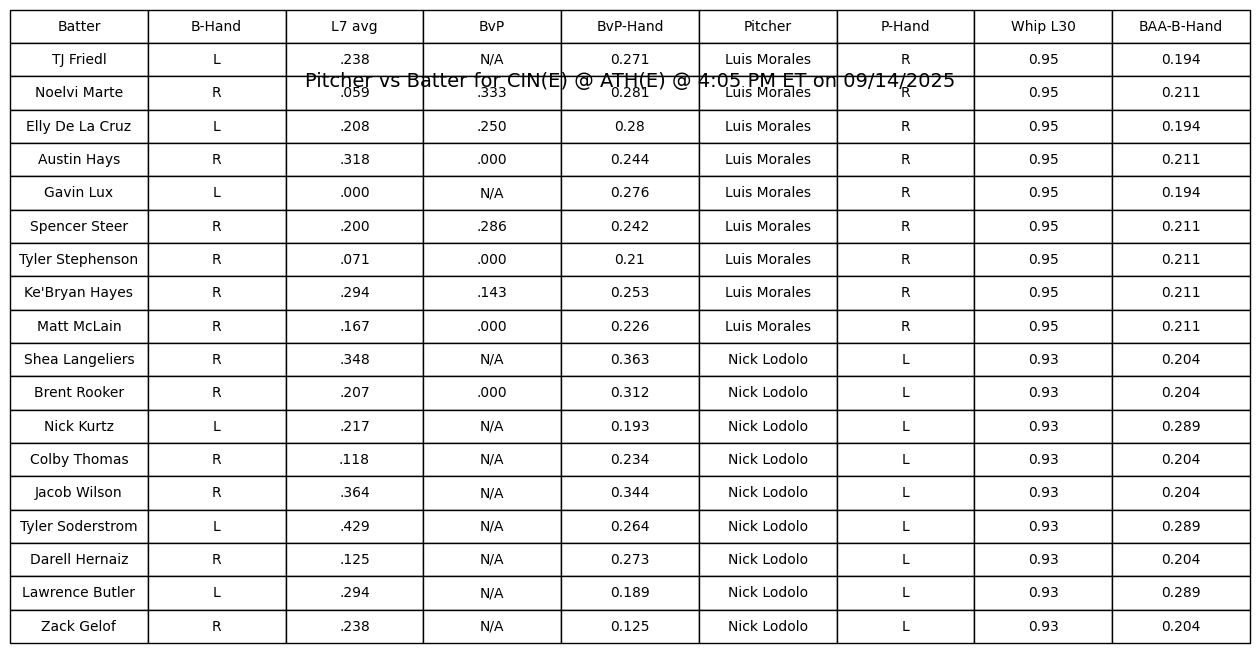 Batter B-Hand L7 avg BvP BvP-Hand Pitcher P-Hand Whip L30 BAA-B-Hand
TJ Friedl L .238 N/A 0.271 Luis Morales R 0.95 0.194
Pitcher vs Batter for CIN(E) @ ATH(E) @ 4:05 PM ET on 09/14/2025
Noelvi Marte R .059 .333 0.281 Luis Morales R 0.95 0.211
Elly De La Cruz L .208 .250 0.28 Luis Morales R 0.95 0.194
Austin Hays R .318 .000 0.244 Luis Morales R 0.95 0.211
Gavin Lux L .000 N/A 0.276 Luis Morales R 0.95 0.194
Spencer Steer R .200 .286 0.242 Luis Morales R 0.95 0.211
Tyler Stephenson R .071 .000 0.21 Luis Morales R 0.95 0.211
Ke'Bryan Hayes R .294 .143 0.253 Luis Morales R 0.95 0.211
Matt McLain R .167 .000 0.226 Luis Morales R 0.95 0.211
Shea Langeliers R .348 N/A 0.363 Nick Lodolo L 0.93 0.204
Brent Rooker R .207 .000 0.312 Nick Lodolo L 0.93 0.204
Nick Kurtz L .217 N/A 0.193 Nick Lodolo L 0.93 0.289
Colby Thomas R .118 N/A 0.234 Nick Lodolo L 0.93 0.204
Jacob Wilson R .364 N/A 0.344 Nick Lodolo L 0.93 0.204
Tyler Soderstrom L .429 N/A 0.264 Nick Lodolo L 0.93 0.289
Darell Hernaiz R .125 N/A 0.273 Nick Lodolo L 0.93 0.204
Lawrence Butler L .294 N/A 0.189 Nick Lodolo L 0.93 0.289
Zack Gelof R .238 N/A 0.125 Nick Lodolo L 0.93 0.204